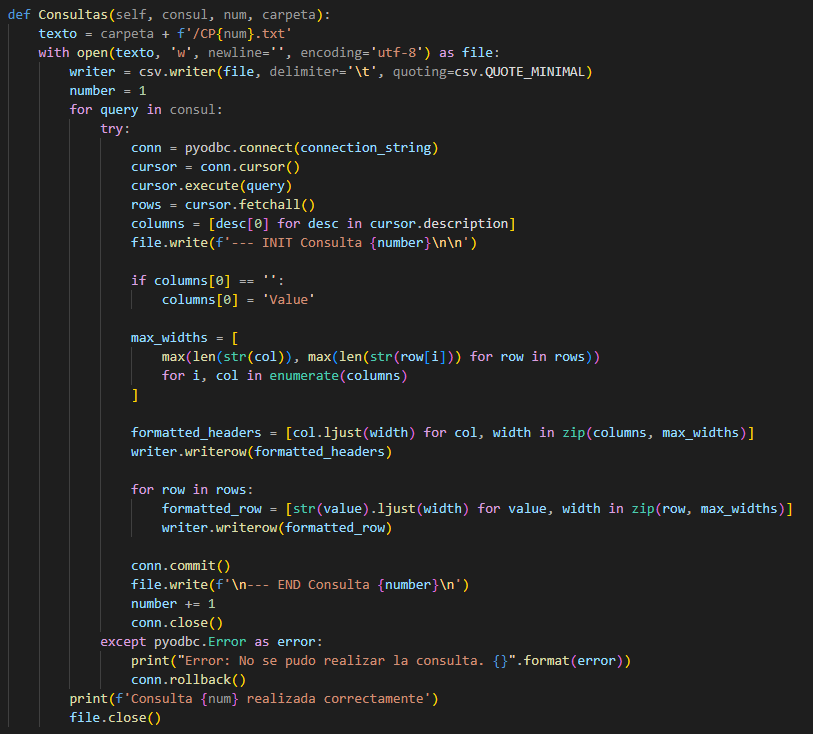 def Consultas(self, consul, num, carpeta):
    texto = carpeta + f'/CP{num}.txt'
    with open(texto, 'w', newline='', encoding='utf-8') as file:
        writer = csv.writer(file, delimiter='\t', quoting=csv.QUOTE_MINIMAL)
        number = 1
        for query in consul:
            try:
                conn = pyodbc.connect(connection_string)
                cursor = conn.cursor()
                cursor.execute(query)
                rows = cursor.fetchall()
                columns = [desc[0] for desc in cursor.description]
                file.write(f'--- INIT Consulta {number}\n\n')

                if columns[0] == '':
                    columns[0] = 'Value'

                max_widths = [
                    max(len(str(col)), max(len(str(row[i])) for row in rows))
                    for i, col in enumerate(columns)
                ]

                formatted_headers = [col.ljust(width) for col, width in zip(columns, max_widths)]
                writer.writerow(formatted_headers)

                for row in rows:
                    formatted_row = [str(value).ljust(width) for value, width in zip(row, max_widths)]
                    writer.writerow(formatted_row)

                conn.commit()
                file.write(f'\n--- END Consulta {number}\n')
                number += 1
                conn.close()
            except pyodbc.Error as error:
                print("Error: No se pudo realizar la consulta. {}".format(error))
                conn.rollback()
        print(f'Consulta {num} realizada correctamente')
        file.close()